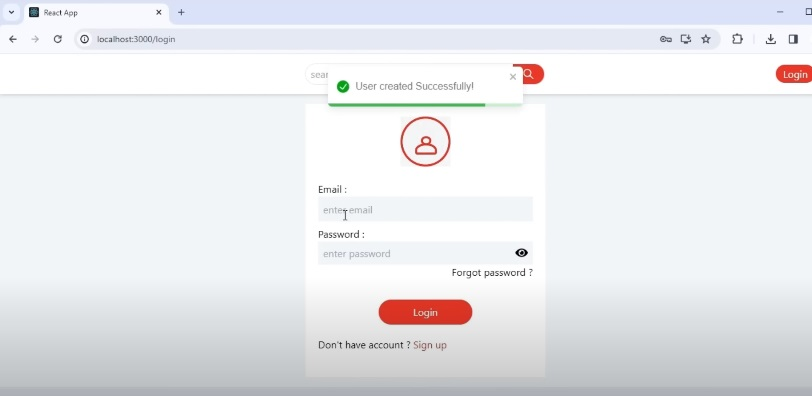 React App
localhost:3000/login
sear
Login
User created Successfully!
Email :
enter email
Password :
enter password
Forgot password ?
Login
Don't have account ? Sign up